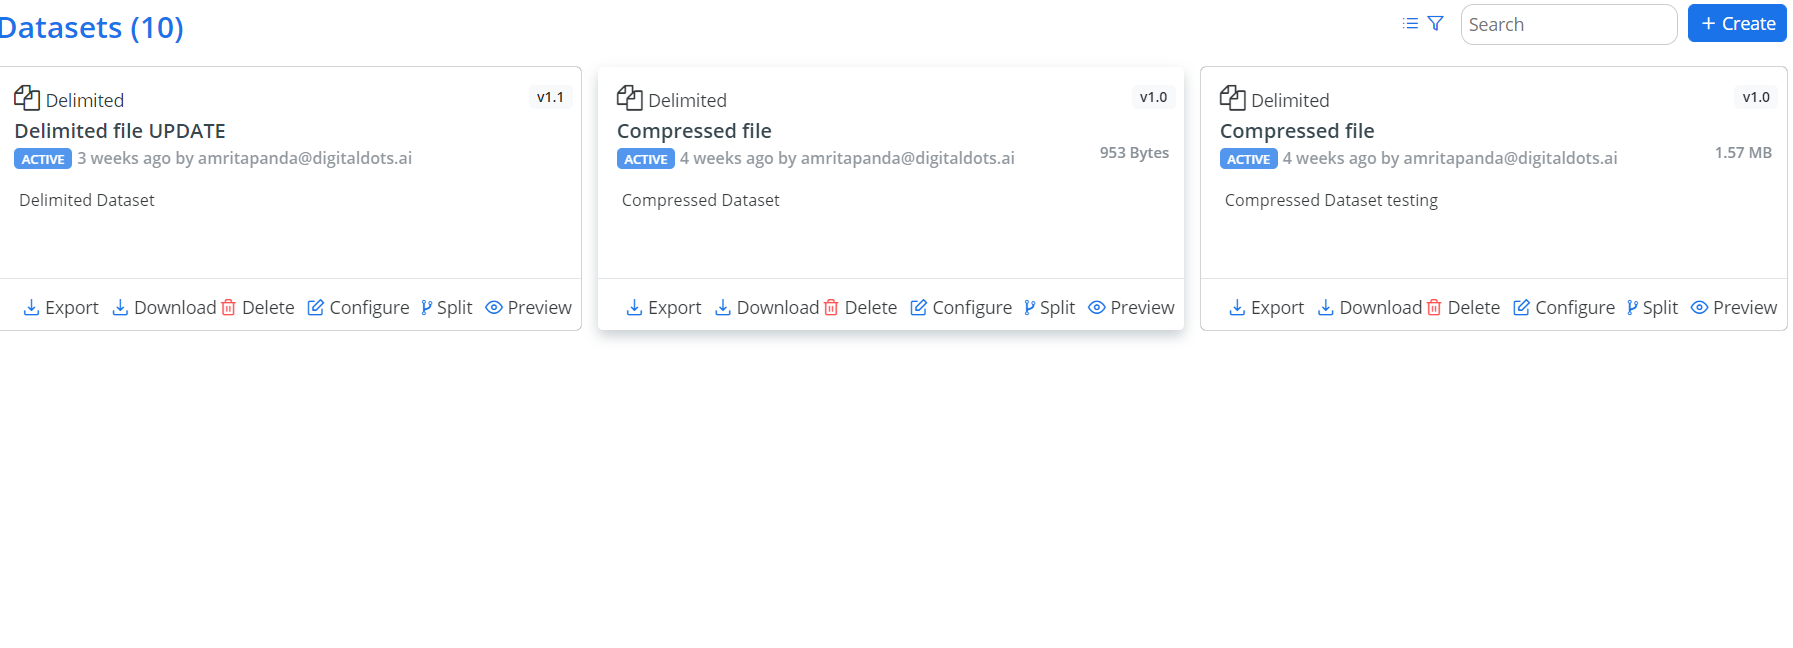 Datasets (10)
Search
+ Create
Delimited
v1.1
Delimited file UPDATE
ACTIVE 3 weeks ago by amritapanda@digitaldots.ai
Delimited Dataset
Export Download Delete Configure Split Preview
Delimited
v1.0
Compressed file
ACTIVE 4 weeks ago by amritapanda@digitaldots.ai
953 Bytes
Compressed Dataset
Export Download Delete Configure Split Preview
Delimited
v1.0
Compressed file
ACTIVE 4 weeks ago by amritapanda@digitaldots.ai
1.57 MB
Compressed Dataset testing
Export Download Delete Configure Split Preview